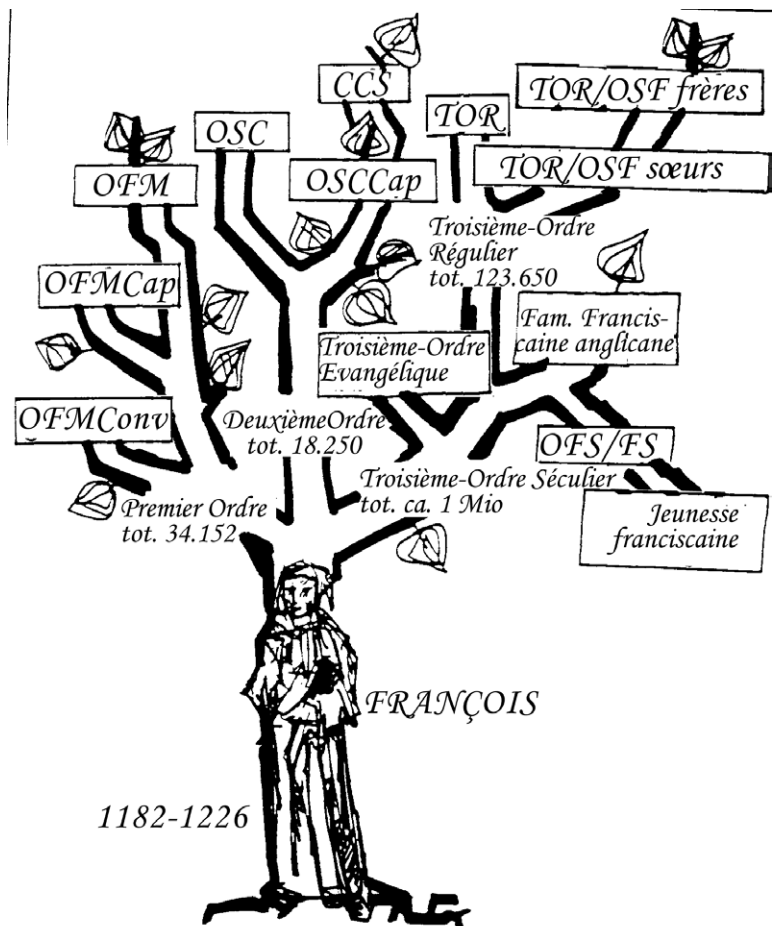 CCS
TOR
TOR/OSF frères
OSC
OFM
OSCCap
TOR/OSF sœurs
Troisième-Ordre
Régulier
tot. 123.650
OFMCap
Fam. Francis-
caine anglicane
Troisième-Ordre
Evangélique
OFMConv
DeuxièmeOrdre
tot. 18.250
OFS/FS
Troisième-Ordre Séculier
tot. ca. 1 Mio
Premier Ordre
tot. 34.152
Jeunesse
franciscaine
FRANÇOIS
1182-1226